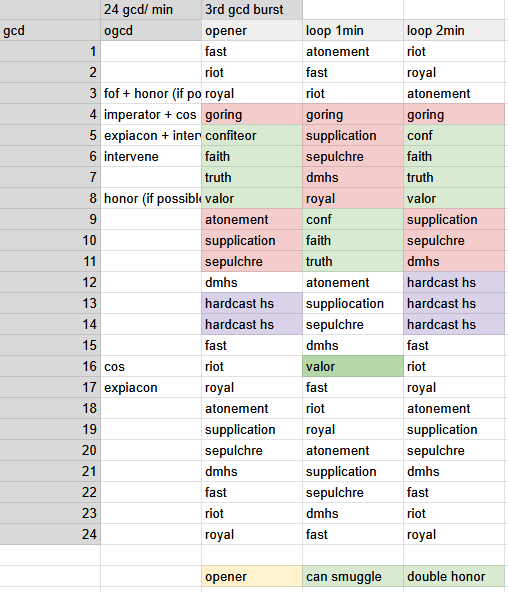 24 gcd/ min 3rd gcd burst
gcd ogcd opener loop 1min loop 2min
1 fast atonement riot
2 riot fast royal
3 fof + honor (if po royal riot atonement
4 imperator + cos goring goring goring
5 expiacon + interv confiteor supplication conf
6 intervene faith sepulchre faith
7 truth dmhs truth
8 honor (if possible valor royal valor
9 atonement conf supplication
10 supplication faith sepulchre
11 sepulchre truth dmhs
12 dmhs atonement hardcast hs
13 hardcast hs suppliocation hardcast hs
14 hardcast hs sepulchre hardcast hs
15 fast dmhs fast
16 cos riot valor riot
17 expiacon royal fast royal
18 atonement riot atonement
19 supplication royal supplication
20 sepulchre atonement sepulchre
21 dmhs supplication dmhs
22 fast sepulchre fast
23 riot dmhs riot
24 royal fast royal
opener can smuggle double honor